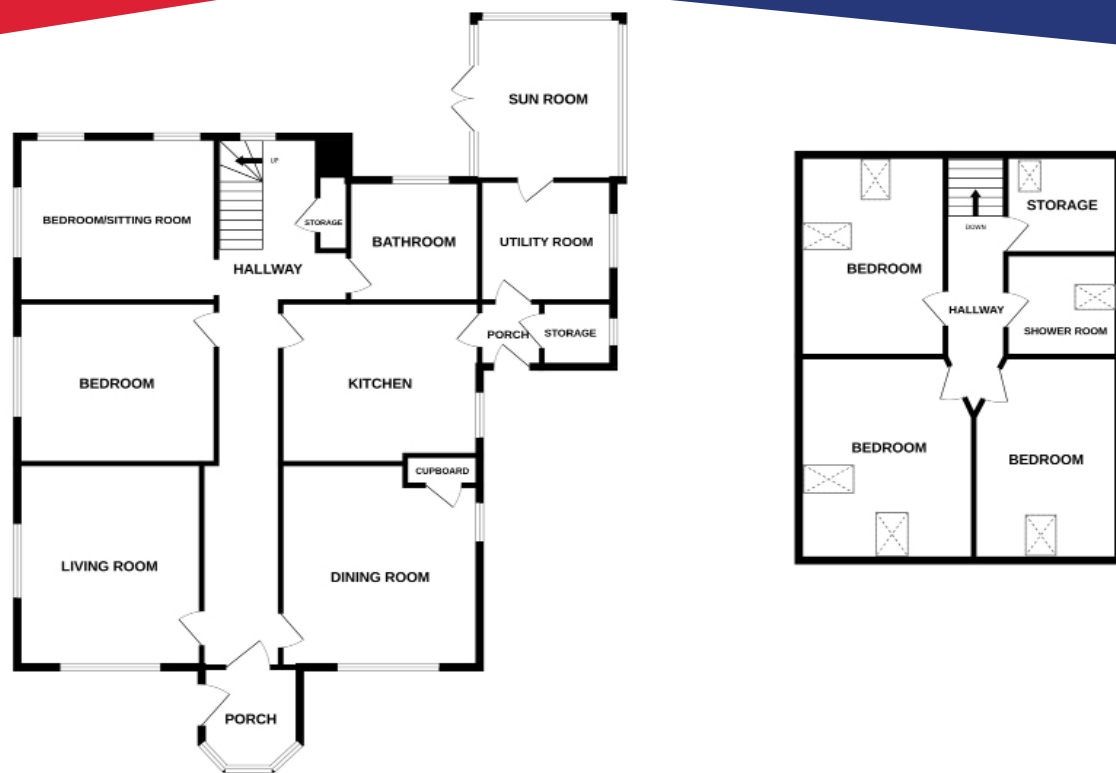 SUN ROOM
UP
BEDROOM/SITTING ROOM
STORAGE
BATHROOM
UTILITY ROOM
HALLWAY
PORCH
STORAGE
BEDROOM
KITCHEN
CUPBOARD
LIVING ROOM
DINING ROOM
PORCH
STORAGE
DOWN
BEDROOM
HALLWAY
SHOWER ROOM
BEDROOM
BEDROOM